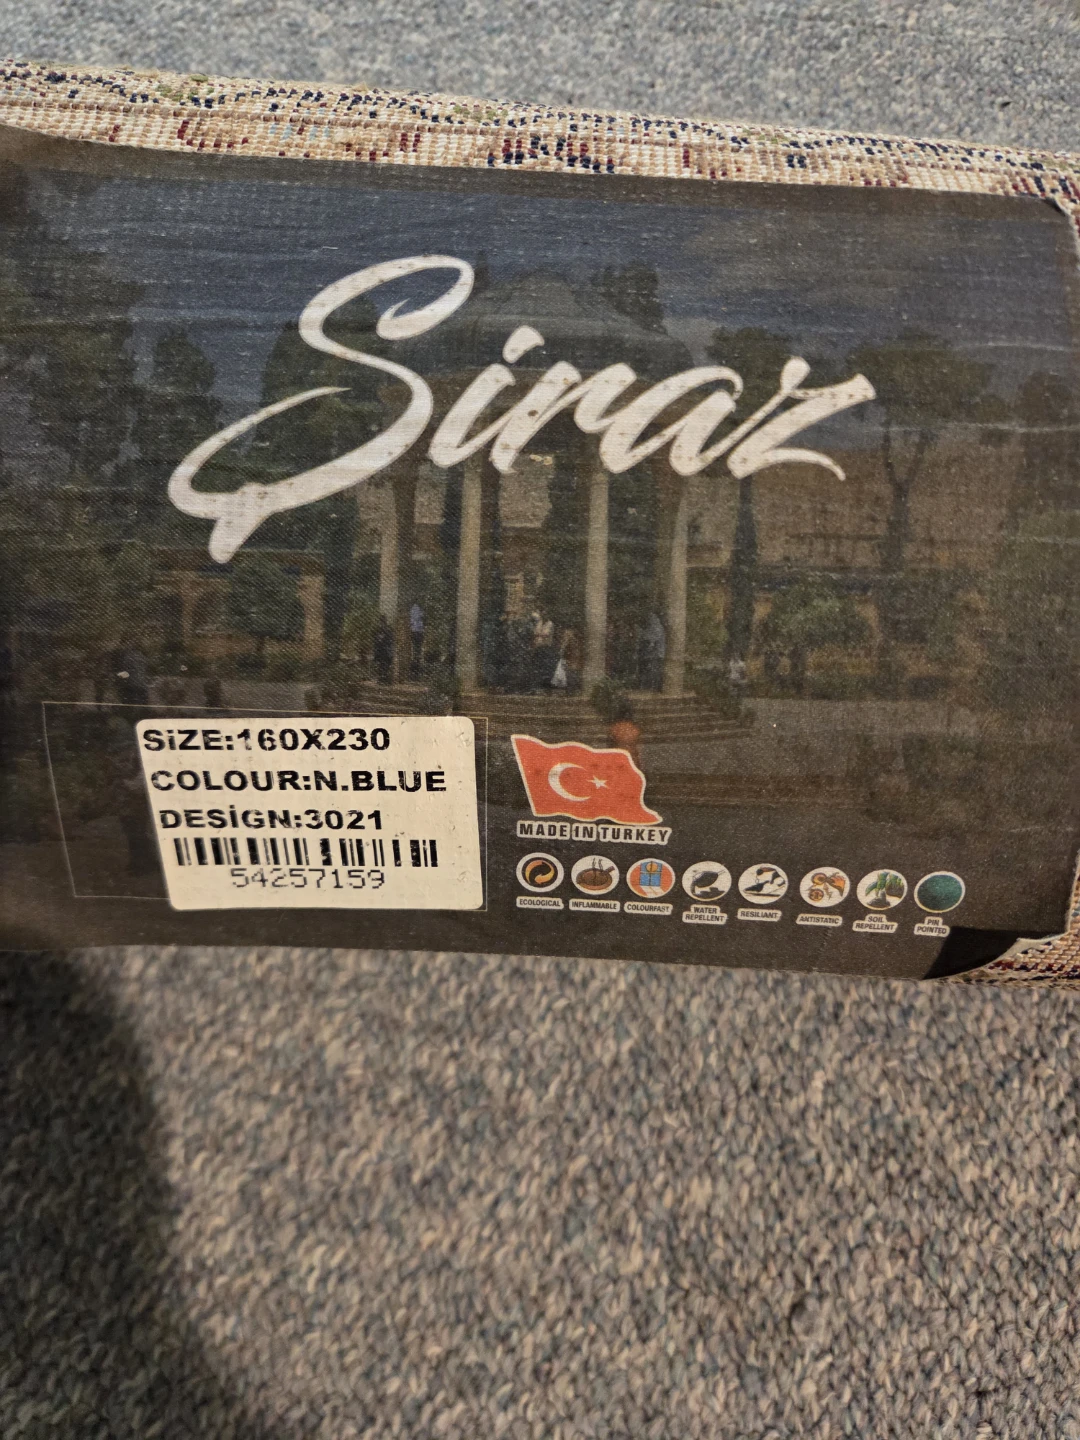 Şiraz
SİZE:160X230
COLOUR:N.BLUE
DESİGN:3021
54257159
MADE IN TURKEY
ECOLOGICAL
INFLAMMABLE
COLOURFAST
WATER
REPELLENT
RESILIANT
ANTISTATIC
SOIL
REPELLENT
PIN
POINTED